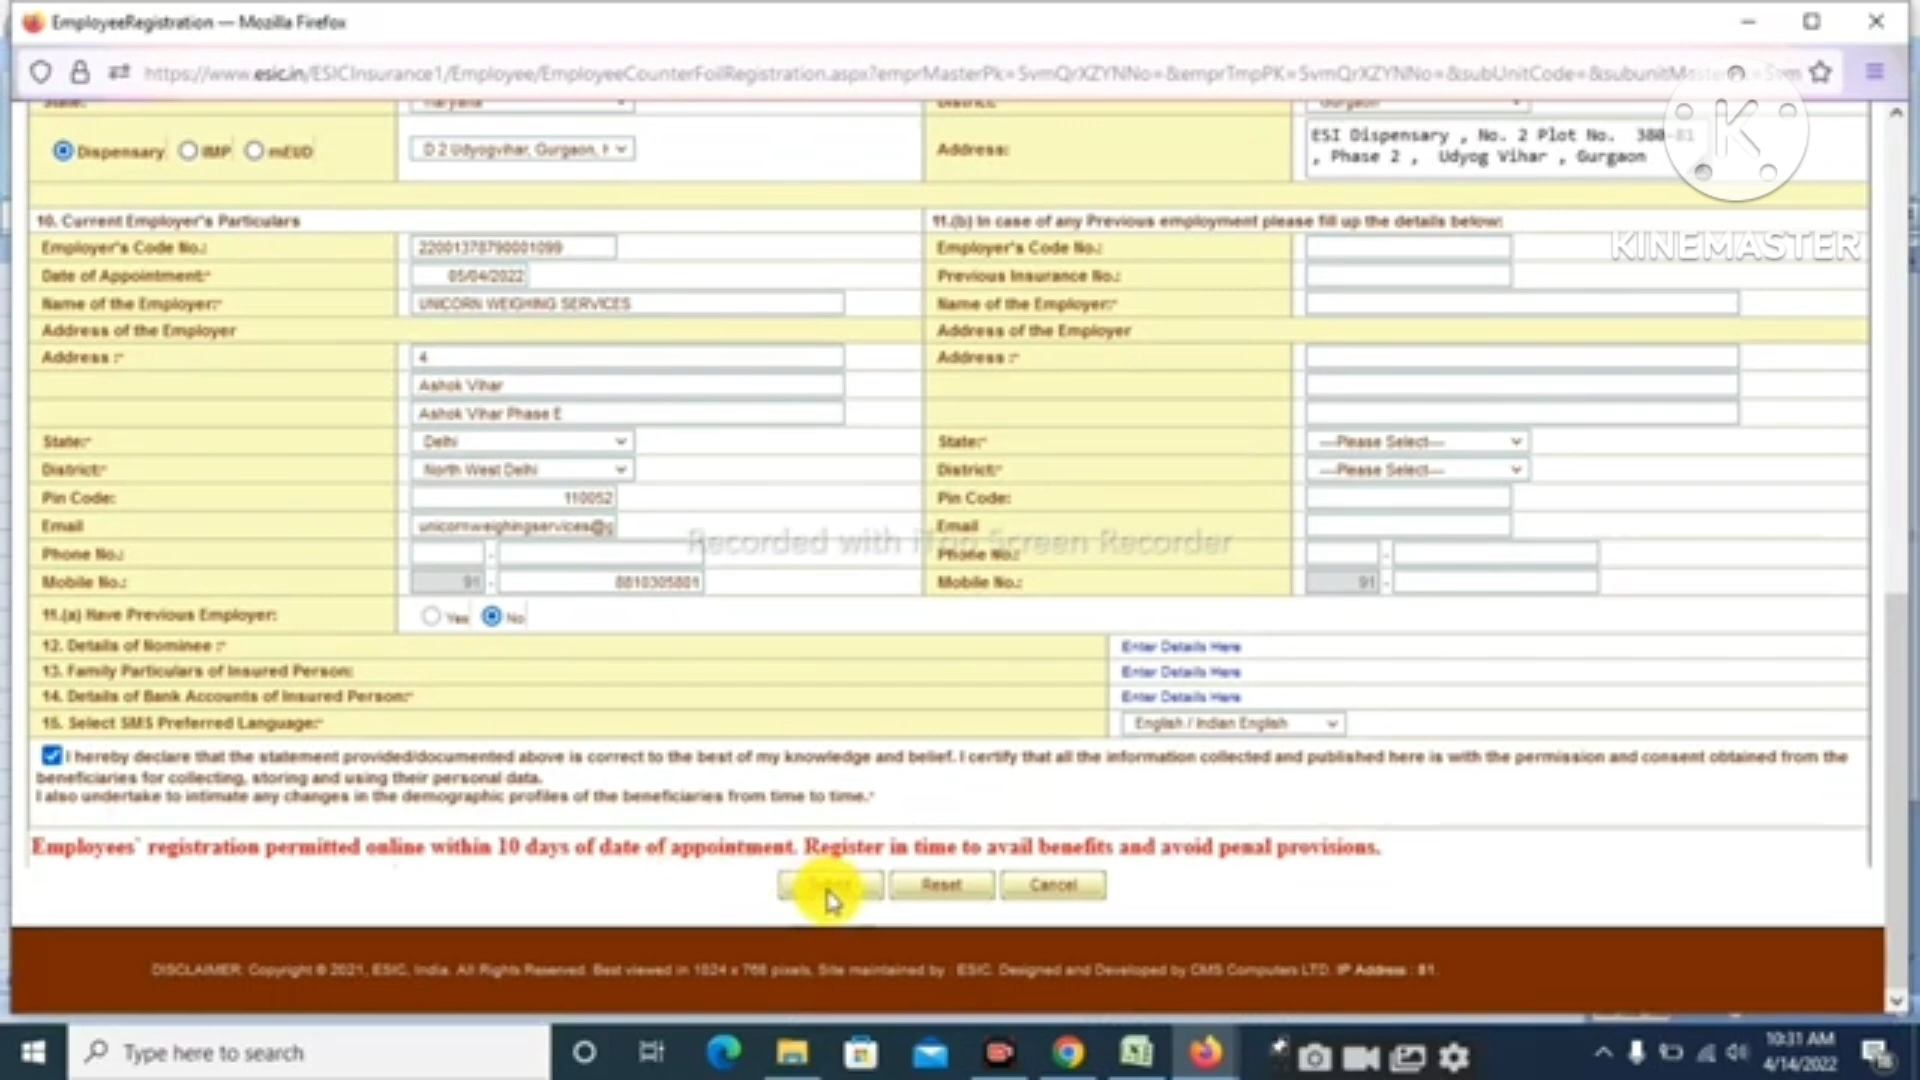 EmployeeRegistration — Mozilla Firefox
https://www.esic.in/ESICInsurance1/Employee/EmployeeCounterFoilRegistration.aspx?emprMasterPk=5vmQrXZYNNo=&emprTmpPK=5vmQrXZYNNo=&subUnitCode=&subunitMaster
State: Haryana District: Gurgaon
Dispensary IMP mEUD D 2 Udyogvihar, Gurgaon, H Address: ESI Dispensary , No. 2 Plot No. 380-81
, Phase 2 , Udyog Vihar , Gurgaon
KINEMASTER
10. Current Employer's Particulars 11.(b) In case of any Previous employment please fill up the details below:
Employer's Code No.: 22001378790001099 Employer's Code No.:
Date of Appointment:* 05/04/2022 Previous Insurance No.:
Name of the Employer:* UNICORN WEIGHING SERVICES Name of the Employer:*
Address of the Employer Address of the Employer
Address :* 4 Address :*
Ashok Vihar
Ashok Vihar Phase E
State:* Delhi State:* ---Please Select---
District:* North West Delhi District:* ---Please Select---
Pin Code: 110052 Pin Code:
Email unicornweighingservices@g Email
Recorded with iTop Screen Recorder
Phone No.: - Phone No.: -
Mobile No.: 91 - 8810305801 Mobile No.: 91 -
11.(a) Have Previous Employer: Yes No
12. Details of Nominee :* Enter Details Here
13. Family Particulars of Insured Person: Enter Details Here
14. Details of Bank Accounts of Insured Person:* Enter Details Here
15. Select SMS Preferred Language:* English / Indian English
I hereby declare that the statement provided/documented above is correct to the best of my knowledge and belief. I certify that all the information collected and published here is with the permission and consent obtained from the
beneficiaries for collecting, storing and using their personal data.
I also undertake to intimate any changes in the demographic profiles of the beneficiaries from time to time.*
Employees` registration permitted online within 10 days of date of appointment. Register in time to avail benefits and avoid penal provisions.
Submit Reset Cancel
DISCLAIMER: Copyright © 2021, ESIC, India. All Rights Reserved. Best viewed in 1024 x 768 pixels, Site maintained by : ESIC. Designed and Developed by CMS Computers LTD. IP Address : 81.
Type here to search
10:31 AM
4/14/2022